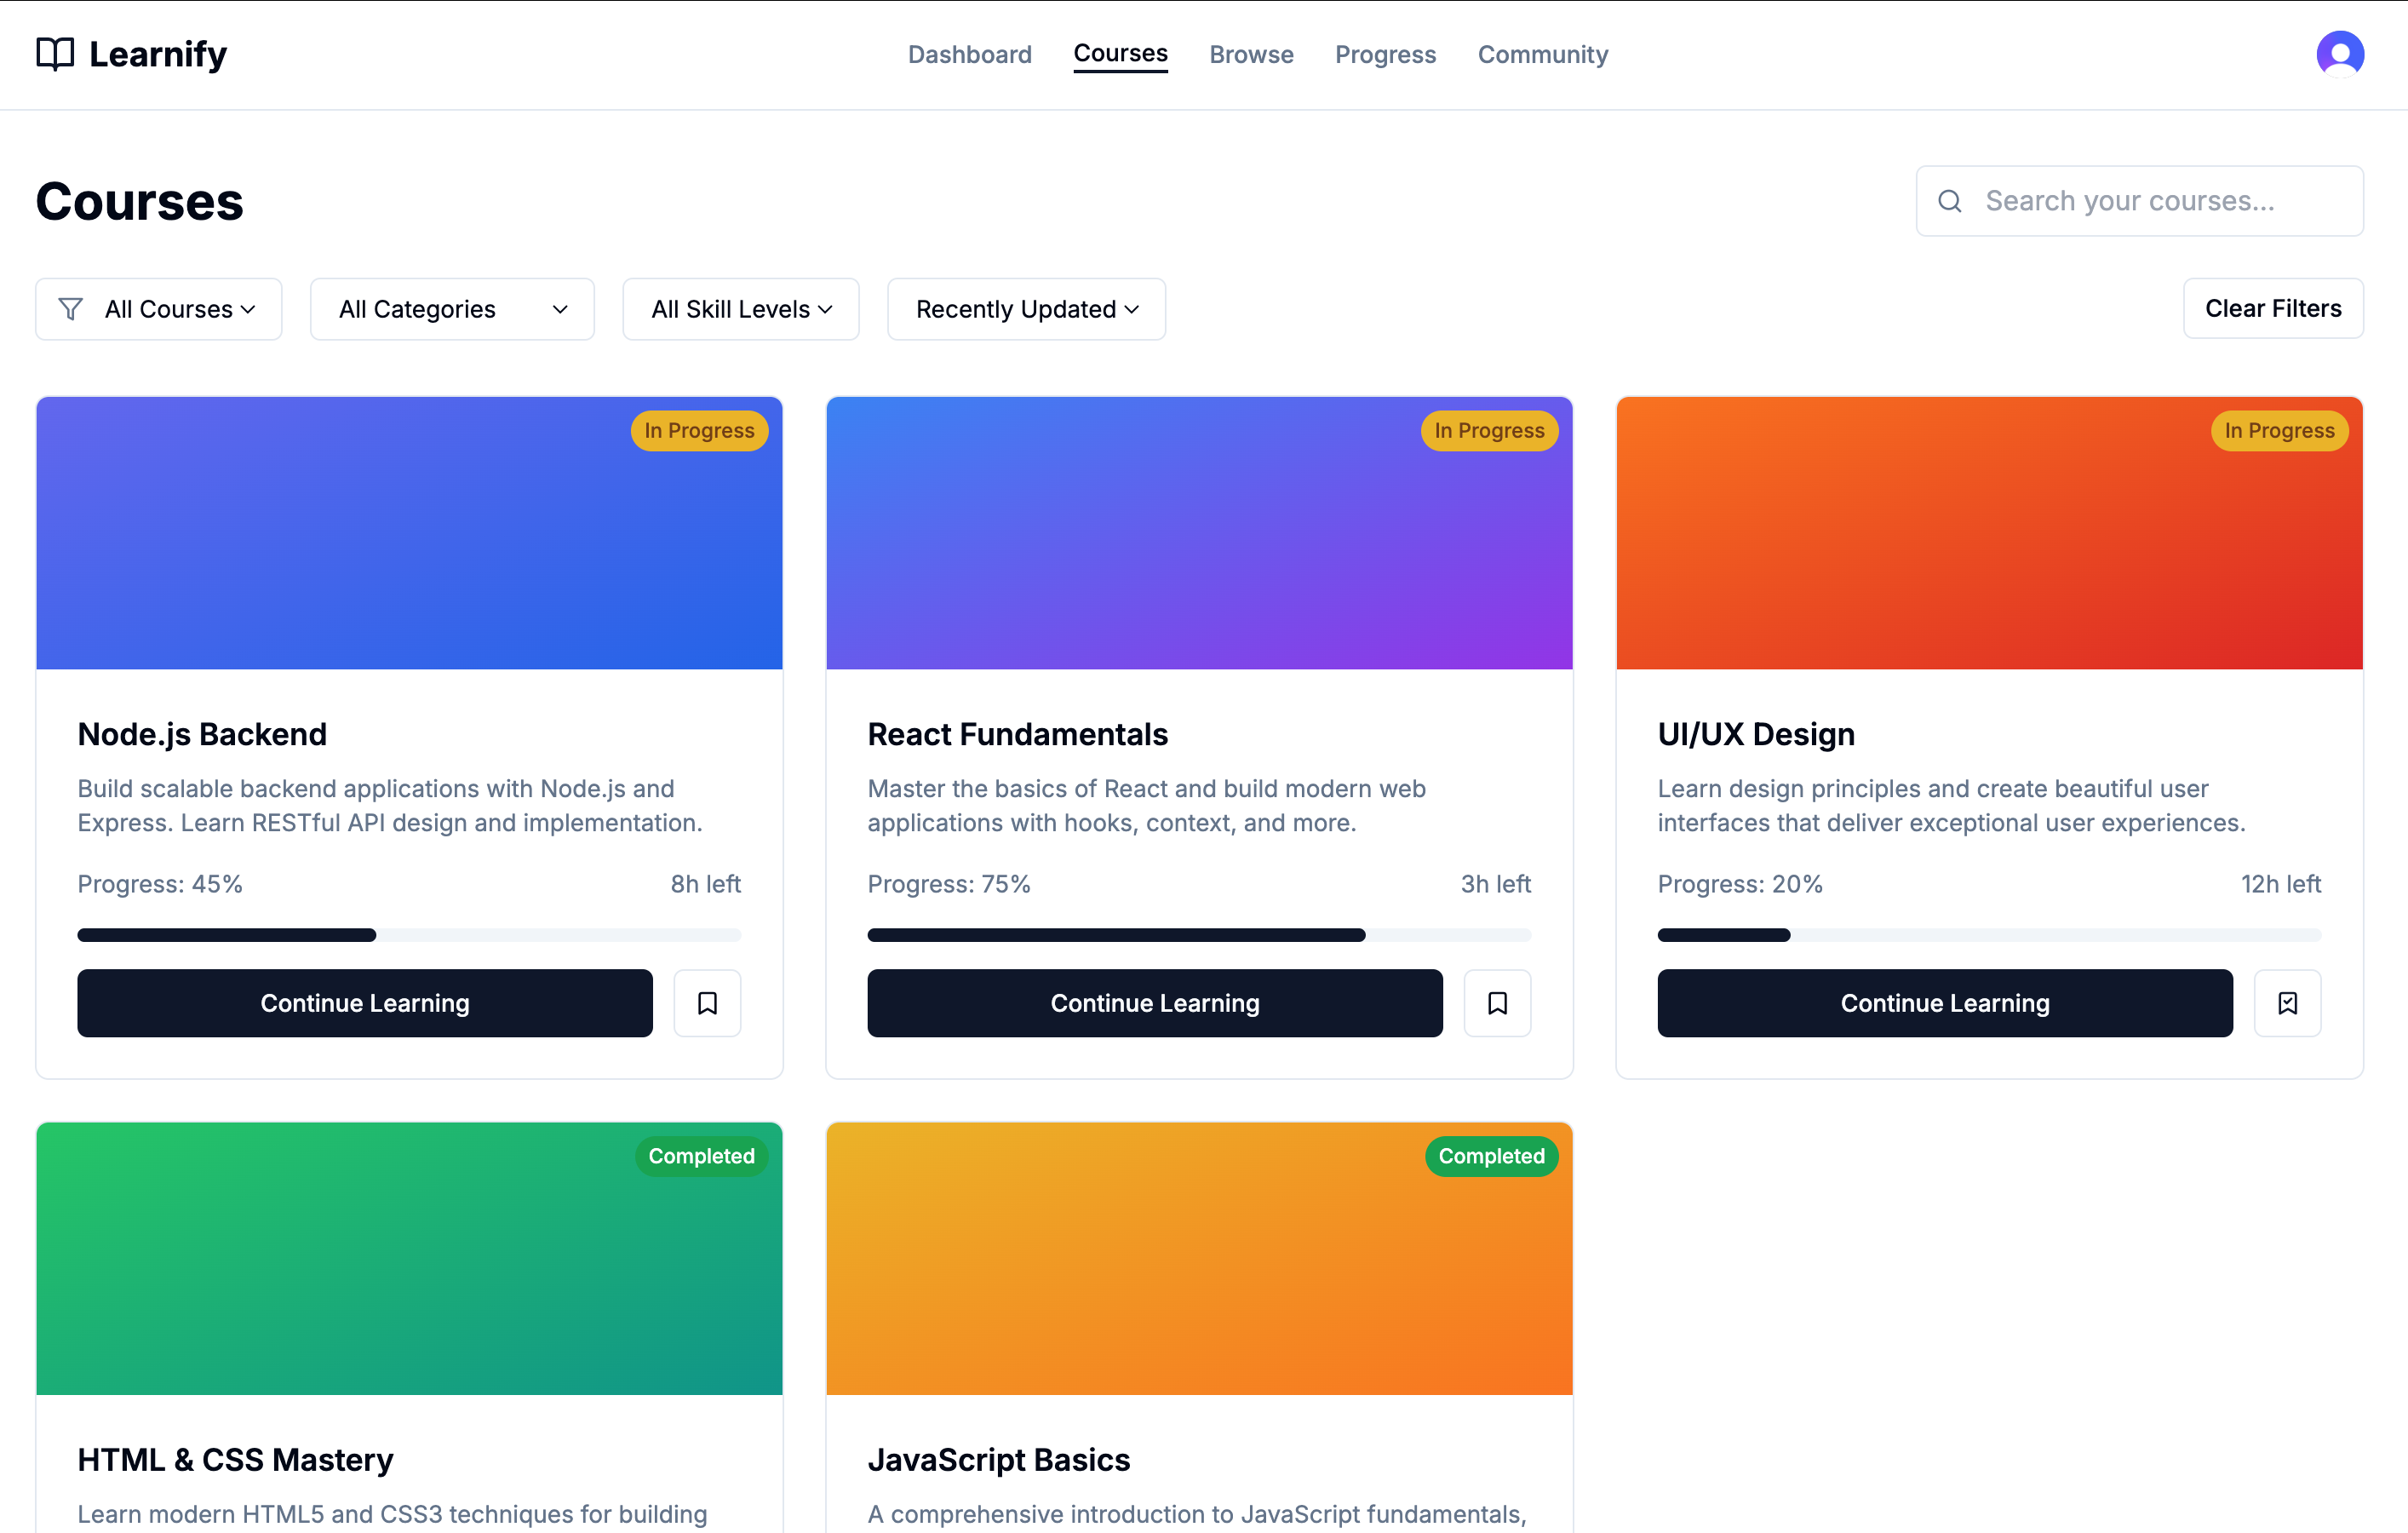 Learnify
Dashboard
Courses
Browse
Progress
Community
Courses
Search your courses...
All Courses
All Categories
All Skill Levels
Recently Updated
Clear Filters
In Progress
Node.js Backend
Build scalable backend applications with Node.js and
Express. Learn RESTful API design and implementation.
Progress: 45%
8h left
Continue Learning
In Progress
React Fundamentals
Master the basics of React and build modern web
applications with hooks, context, and more.
Progress: 75%
3h left
Continue Learning
In Progress
UI/UX Design
Learn design principles and create beautiful user
interfaces that deliver exceptional user experiences.
Progress: 20%
12h left
Continue Learning
Completed
HTML & CSS Mastery
Learn modern HTML5 and CSS3 techniques for building
Completed
JavaScript Basics
A comprehensive introduction to JavaScript fundamentals,